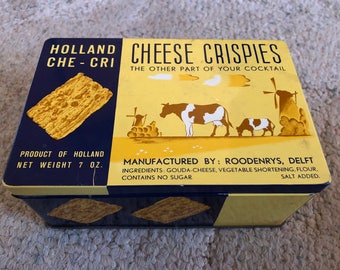 HOLLAND
CHE - CRI
PRODUCT OF HOLLAND
NET WEIGHT 7 OZ.
CHEESE CRISPIES
THE OTHER PART OF YOUR COCKTAIL
MANUFACTURED BY: ROODENRYS, DELFT
INGREDIENTS: GOUDA-CHEESE, VEGETABLE SHORTENING, FLOUR,
CONTAINS NO SUGAR. SALT ADDED.